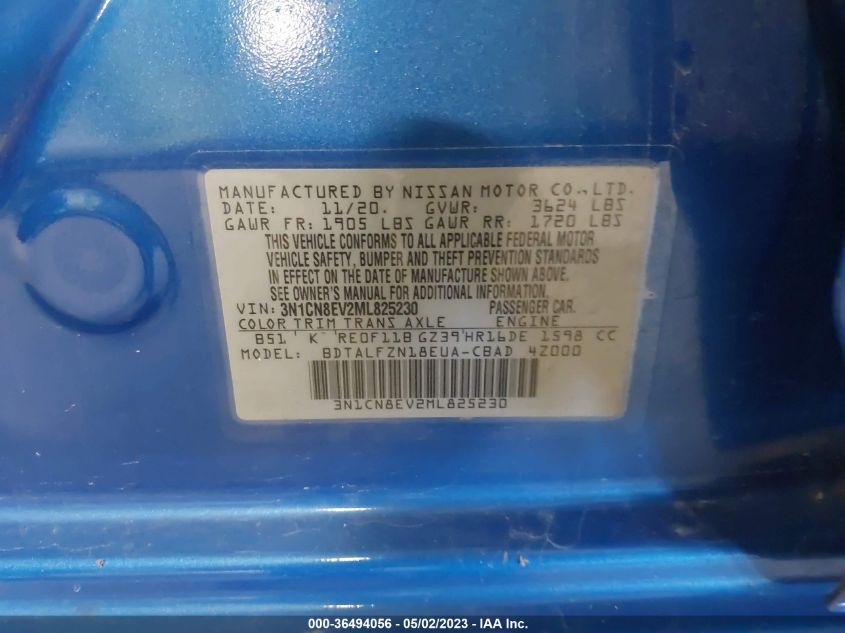 MANUFACTURED BY NISSAN MOTOR CO.,LTD.
DATE: 11/20. GVWR: 3624 LBS
GAWR FR: 1905 LBS GAWR RR: 1720 LBS
THIS VEHICLE CONFORMS TO ALL APPLICABLE FEDERAL MOTOR
VEHICLE SAFETY, BUMPER AND THEFT PREVENTION STANDARDS
IN EFFECT ON THE DATE OF MANUFACTURE SHOWN ABOVE.
SEE OWNER'S MANUAL FOR ADDITIONAL INFORMATION.
VIN: 3N1CN8EV2ML825230 PASSENGER CAR.
COLOR TRIM TRANS AXLE ENGINE
B51 K RE0F11B GZ39 HR16DE 1598 CC
MODEL: BDTALFZN18EUA-CBAD 4Z000
3N1CN8EV2ML825230
000-36494056 - 05/02/2023 - Copyright © - IAA, Inc.